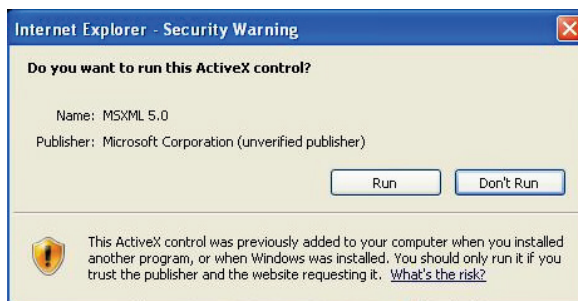 Internet Explorer - Security Warning
Do you want to run this ActiveX control?
Name: MSXML 5.0
Publisher: Microsoft Corporation (unverified publisher)
Run Don't Run
This ActiveX control was previously added to your computer when you installed
another program, or when Windows was installed. You should only run it if you
trust the publisher and the website requesting it. What's the risk?